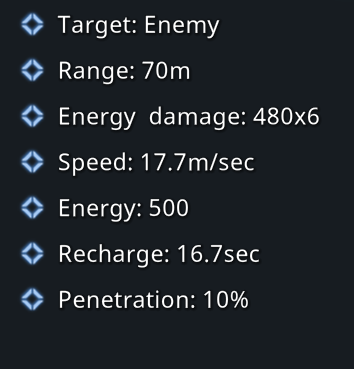 Target: Enemy
Range: 70m
Energy  damage: 480x6
Speed: 17.7m/sec
Energy: 500
Recharge: 16.7sec
Penetration: 10%